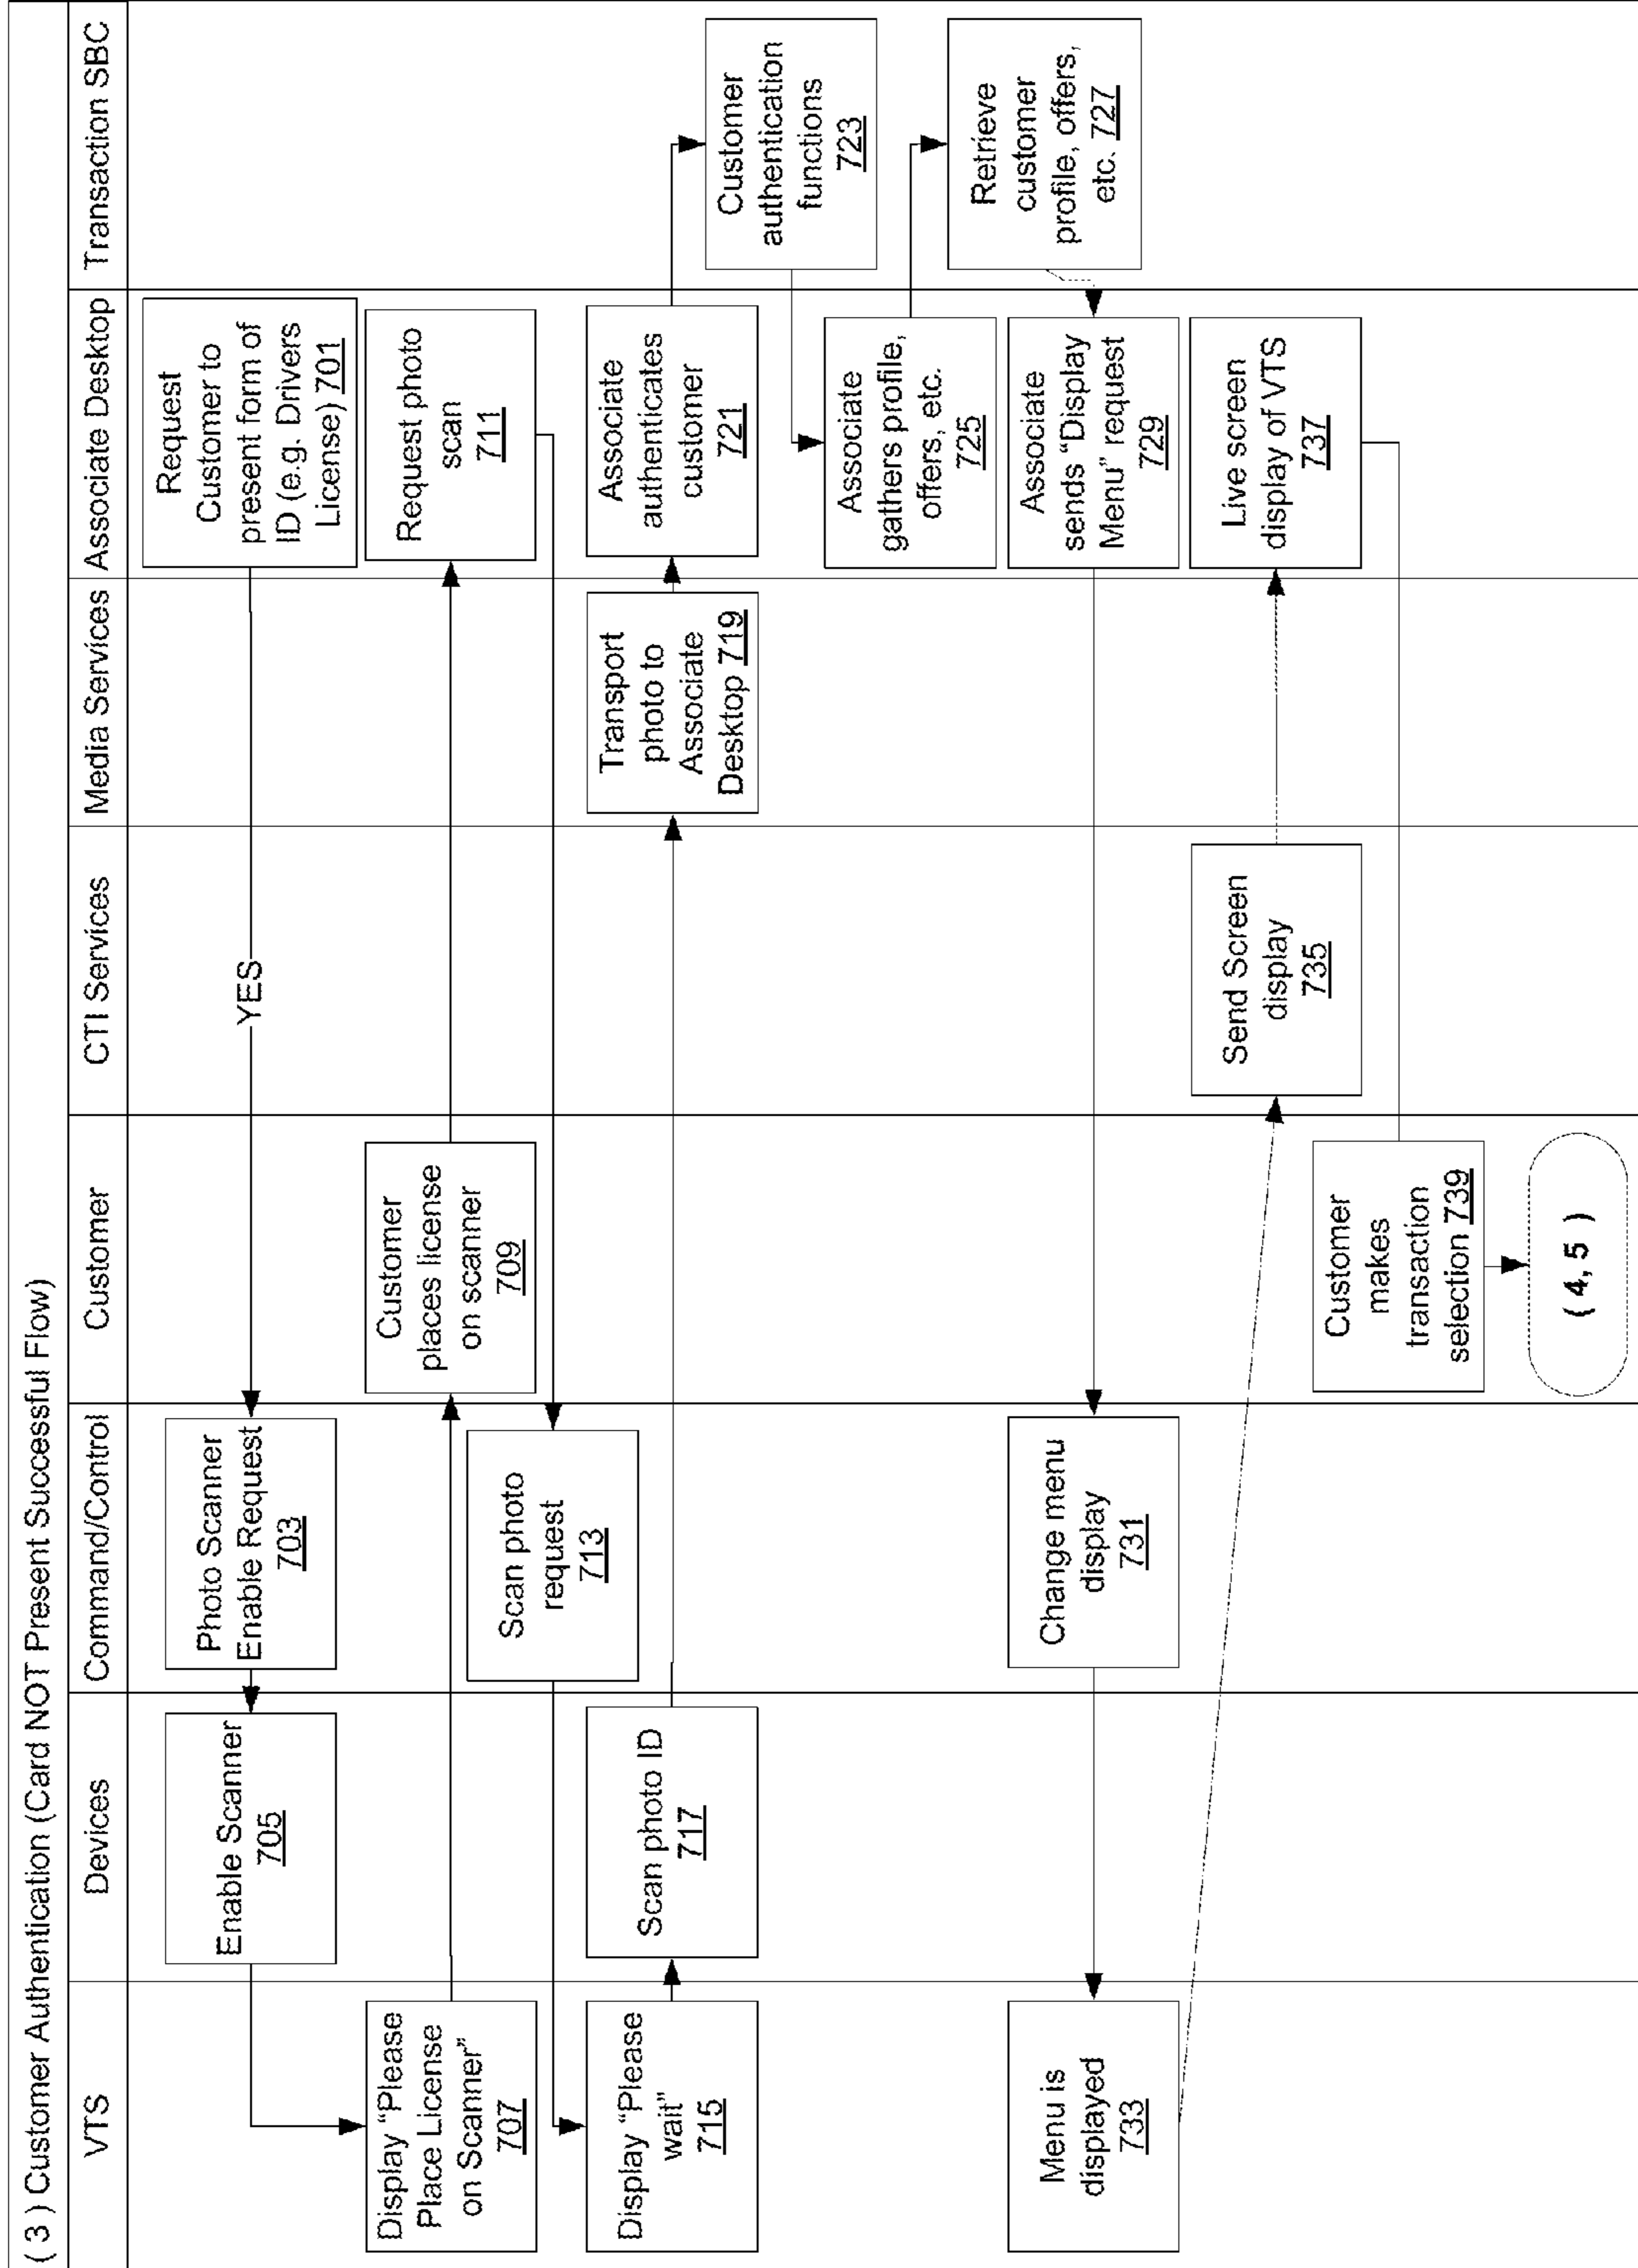 ( 3 ) Customer Authentication (Card NOT Present Successful Flow)
VTS
Devices
Command/Control
Customer
CTI Services
Media Services
Associate Desktop
Transaction SBC
Request
Customer to
present form of
ID (e.g. Drivers
License) 701
YES
Photo Scanner
Enable Request
703
Enable Scanner
705
Display “Please
Place License
on Scanner”
707
Customer
places license
on scanner
709
Request photo
scan
711
Scan photo
request
713
Display “Please
wait”
715
Scan photo ID
717
Transport
photo to
Associate
Desktop 719
Associate
authenticates
customer
721
Customer
authentication
functions
723
Associate
gathers profile,
offers, etc.
725
Retrieve
customer
profile, offers,
etc. 727
Associate
sends “Display
Menu” request
729
Change menu
display
731
Menu is
displayed
733
Send Screen
display
735
Live screen
display of VTS
737
Customer
makes
transaction
selection 739
( 4, 5 )